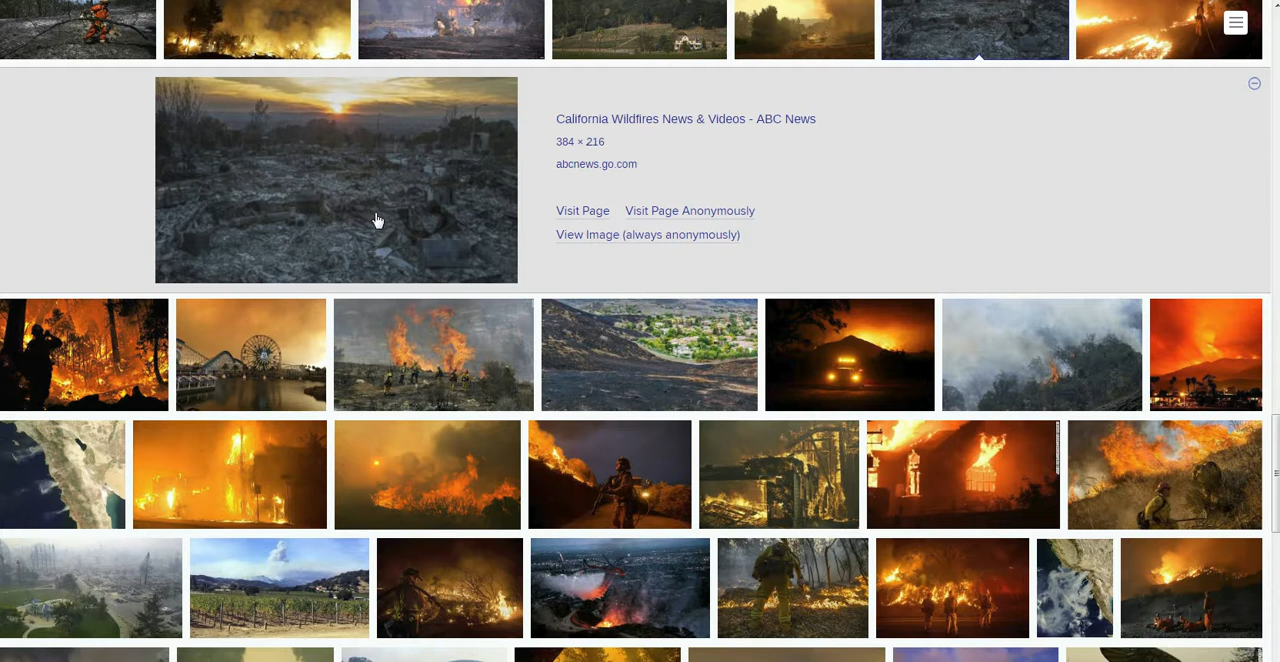 California Wildfires News & Videos - ABC News
384 × 216
abcnews.go.com
Visit Page Visit Page Anonymously
View Image (always anonymously)